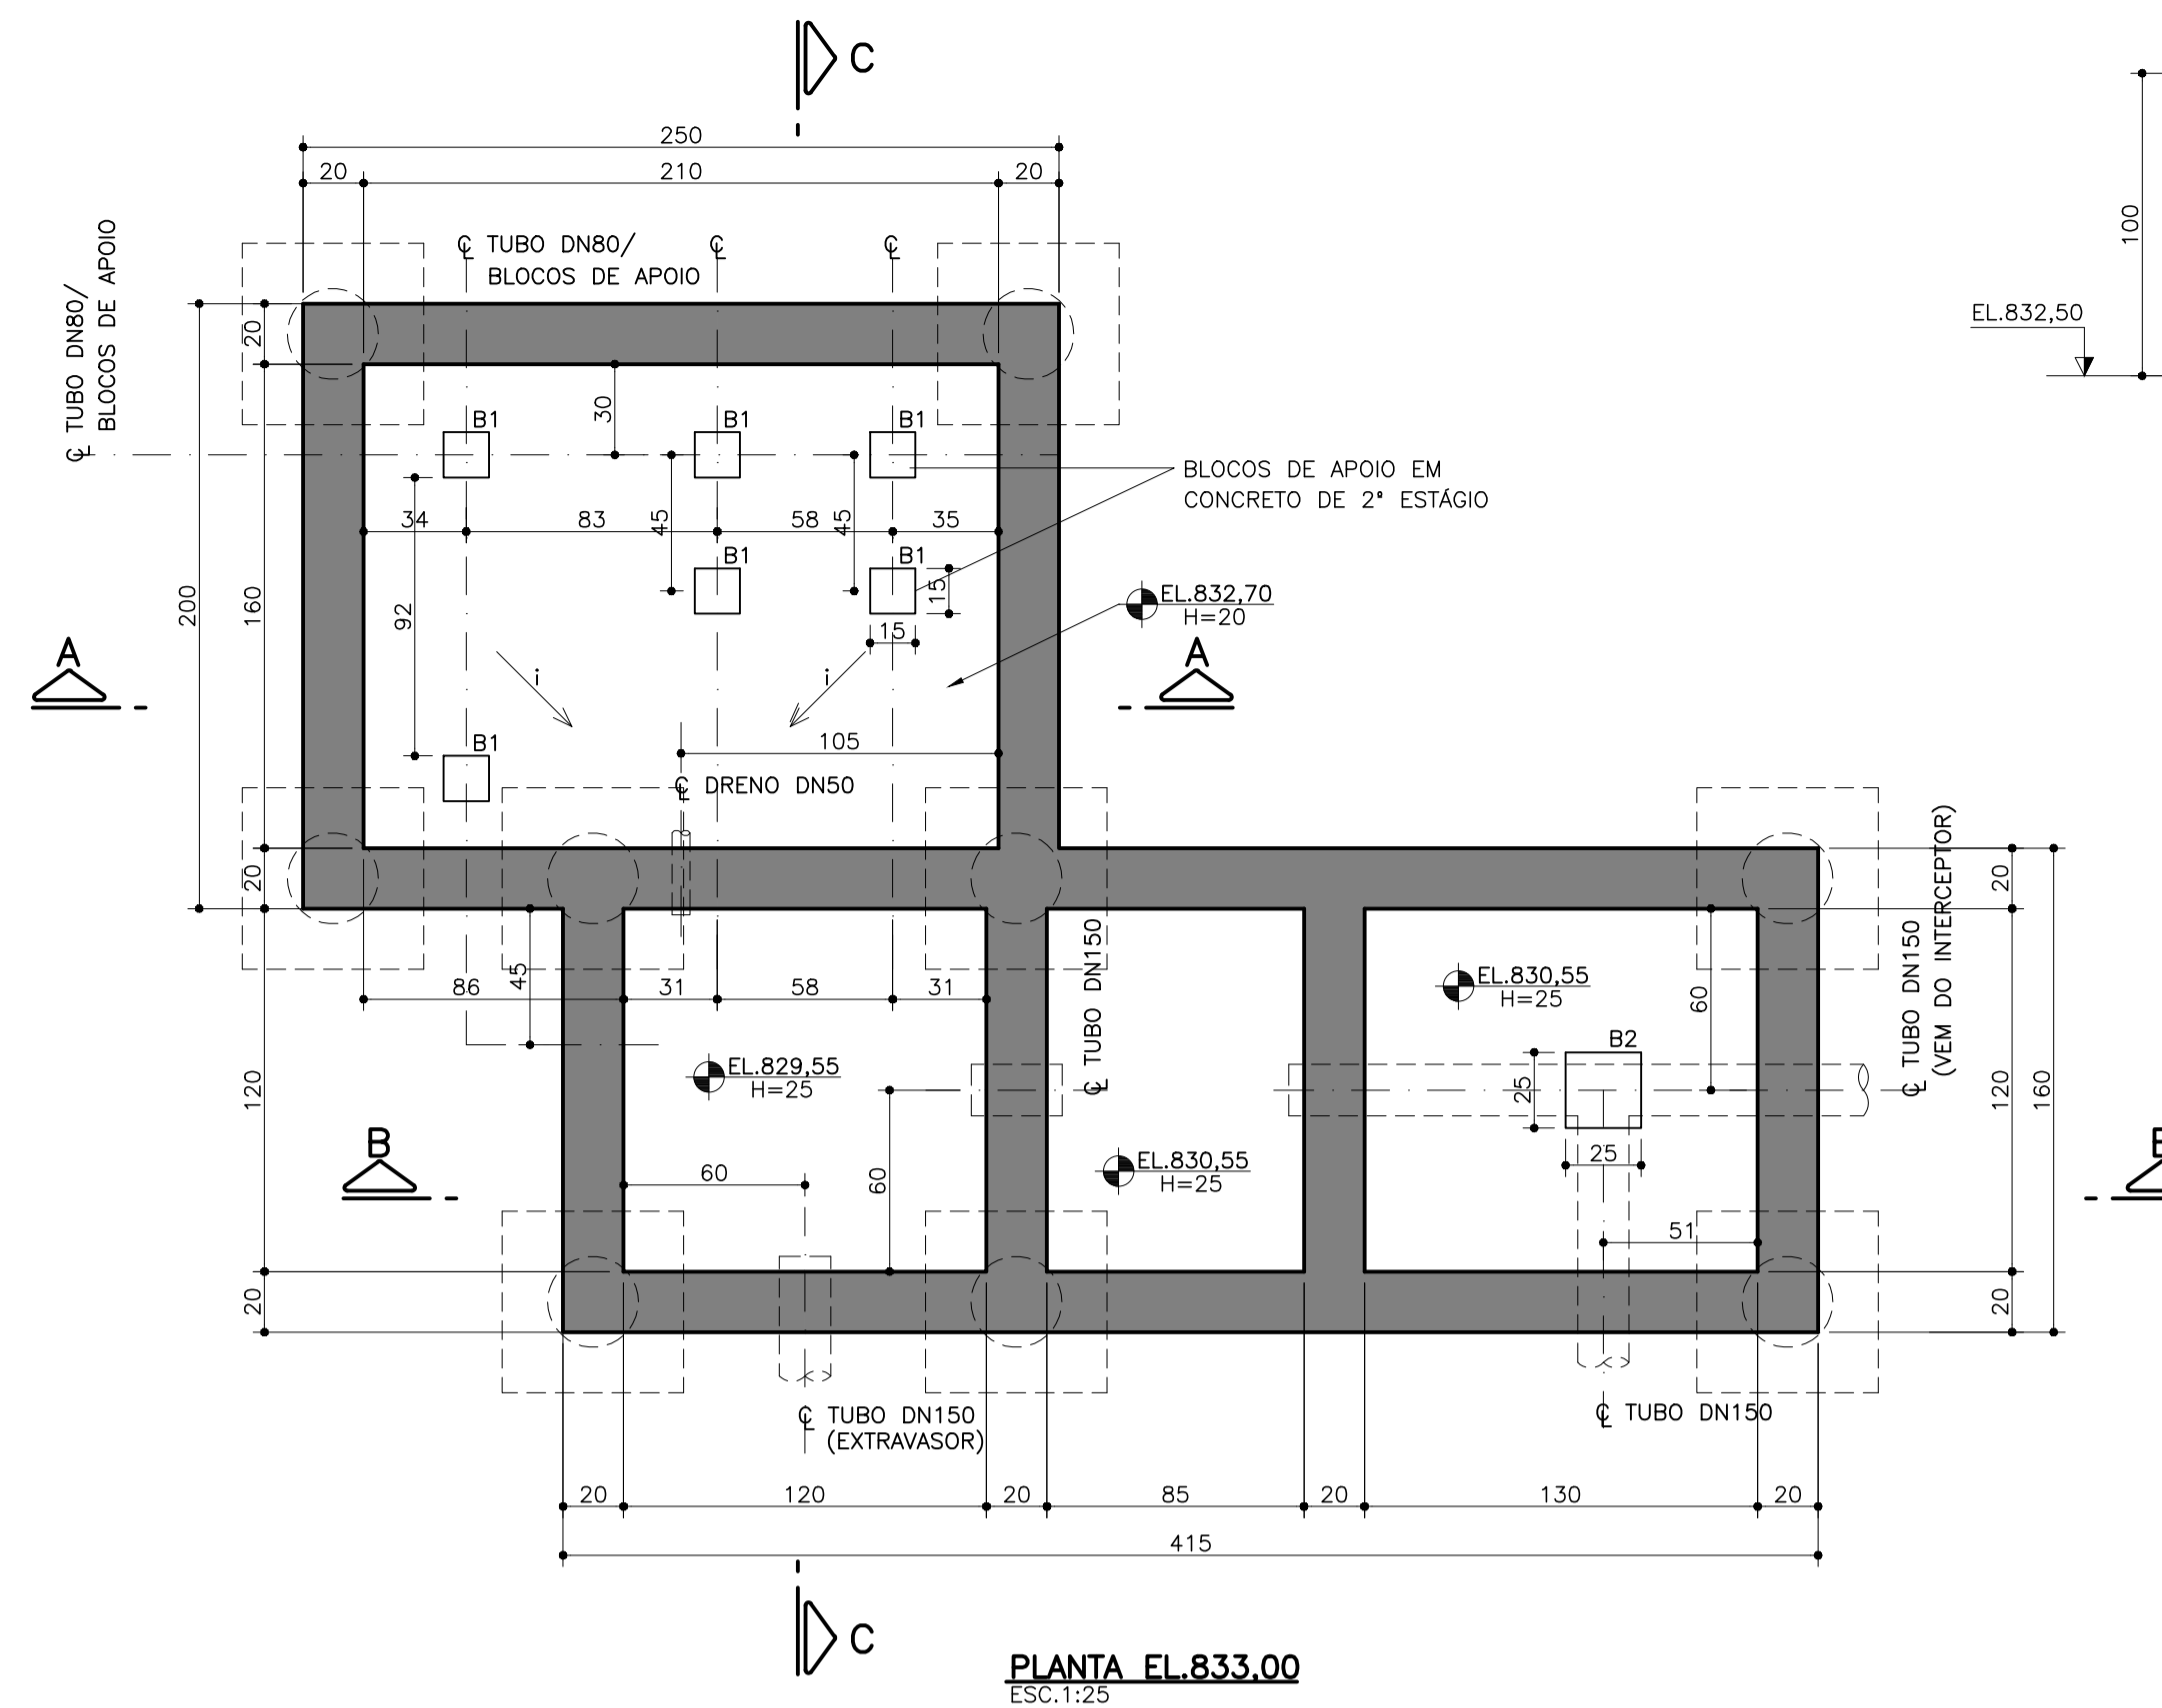 C
250
20 210 20
100
℄ TUBO DN80/
BLOCOS DE APOIO
℄
℄
℄ TUBO DN80/
BLOCOS DE APOIO
EL.832,50
20
30
B1 B1 B1
BLOCOS DE APOIO EM
CONCRETO DE 2ª ESTÁGIO
34 83 45 58 45 35
B1 B1
15
15
200
160
92
EL.832,70
H=20
A
A
i i
B1
105
℄ DRENO DN50
20
20
45
86 31 58 31
℄ TUBO DN150
EL.830,55
H=25
60
℄ TUBO DN150
(VEM DO INTERCEPTOR)
B2
25
25
EL.829,55
H=25
120
120
160
B
60
60
EL.830,55
H=25
51
20
20
℄ TUBO DN150
(EXTRAVASOR)
℄ TUBO DN150
20 120 20 85 20 130 20
415
C
PLANTA EL.833,00
ESC.1:25